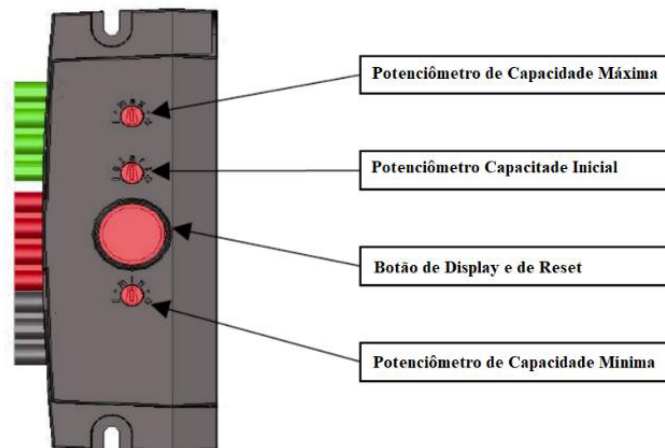 Potenciômetro de Capacidade Máxima
Potenciômetro Capacitade Inicial
Botão de Display e de Reset
Potenciômetro de Capacidade Mínima